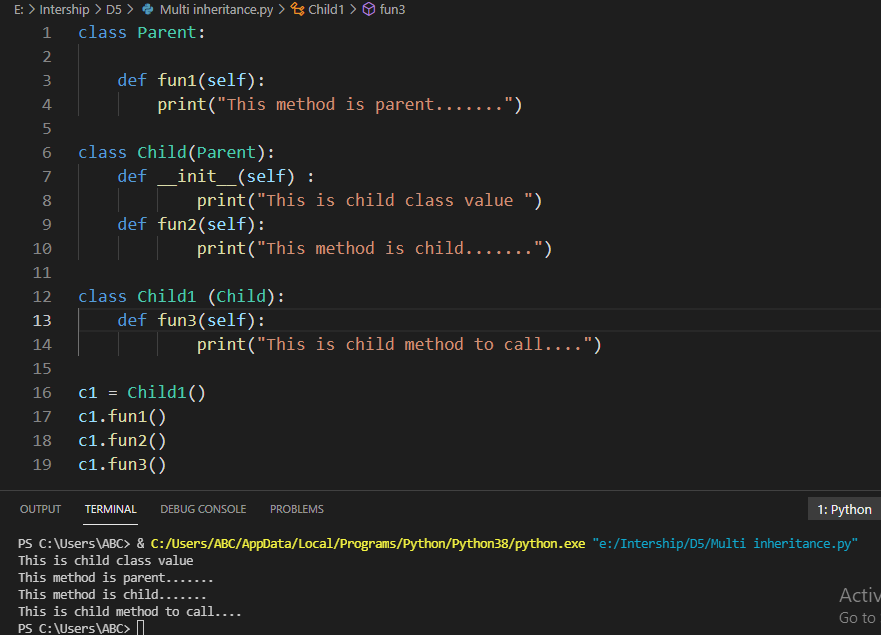 E: > Intership > D5 > Multi inheritance.py > Child1 > fun3
1 class Parent:
2
3     def fun1(self):
4         print("This method is parent.......")
5
6 class Child(Parent):
7     def __init__(self) :
8             print("This is child class value ")
9     def fun2(self):
10             print("This method is child.......")
11
12 class Child1 (Child):
13     def fun3(self):
14             print("This is child method to call....")
15
16 c1 = Child1()
17 c1.fun1()
18 c1.fun2()
19 c1.fun3()
OUTPUT TERMINAL DEBUG CONSOLE PROBLEMS 1: Python
PS C:\Users\ABC> & C:/Users/ABC/AppData/Local/Programs/Python/Python38/python.exe "e:/Intership/D5/Multi inheritance.py"
This is child class value
This method is parent.......
This method is child.......
This is child method to call....
PS C:\Users\ABC>
Activ
Go to